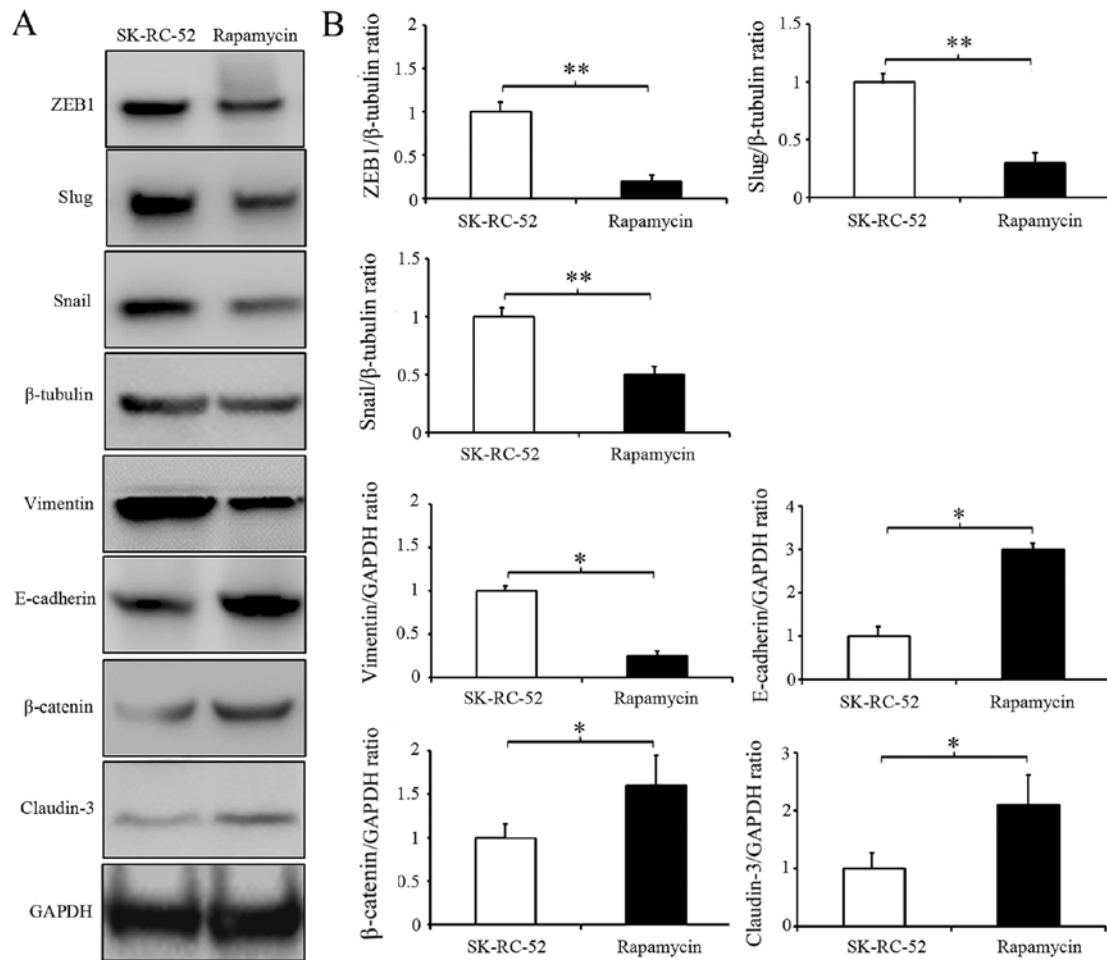 A
SK-RC-52 Rapamycin
ZEB1
Slug
Snail
β-tubulin
Vimentin
E-cadherin
β-catenin
Claudin-3
GAPDH
B
ZEB1/β-tubulin ratio
2
1.5
1
0.5
0
**
SK-RC-52 Rapamycin
Slug/β-tubulin ratio
1.5
1
0.5
0
**
SK-RC-52 Rapamycin
Snail/β-tubulin ratio
1.5
1
0.5
0
**
SK-RC-52 Rapamycin
Vimentin/GAPDH ratio
2
1.5
1
0.5
0
*
SK-RC-52 Rapamycin
E-cadherin/GAPDH ratio
4
3
2
1
0
*
SK-RC-52 Rapamycin
β-catenin/GAPDH ratio
2
1.5
1
0.5
0
*
SK-RC-52 Rapamycin
Claudin-3/GAPDH ratio
3
2
1
0
*
SK-RC-52 Rapamycin